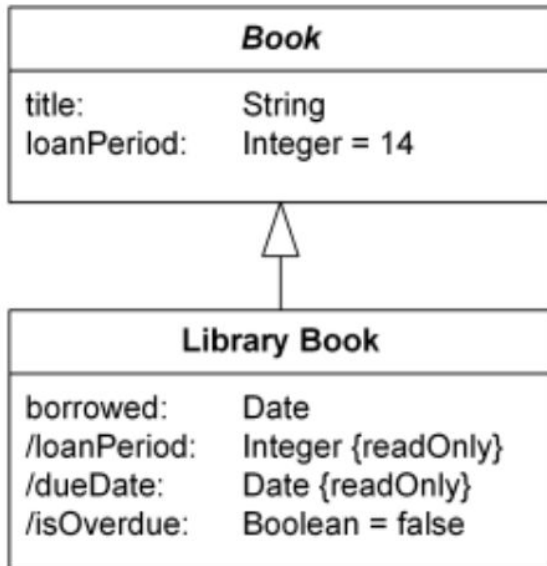 Book
title: String
loanPeriod: Integer = 14
Library Book
borrowed: Date
/loanPeriod: Integer {readOnly}
/dueDate: Date {readOnly}
/isOverdue: Boolean = false